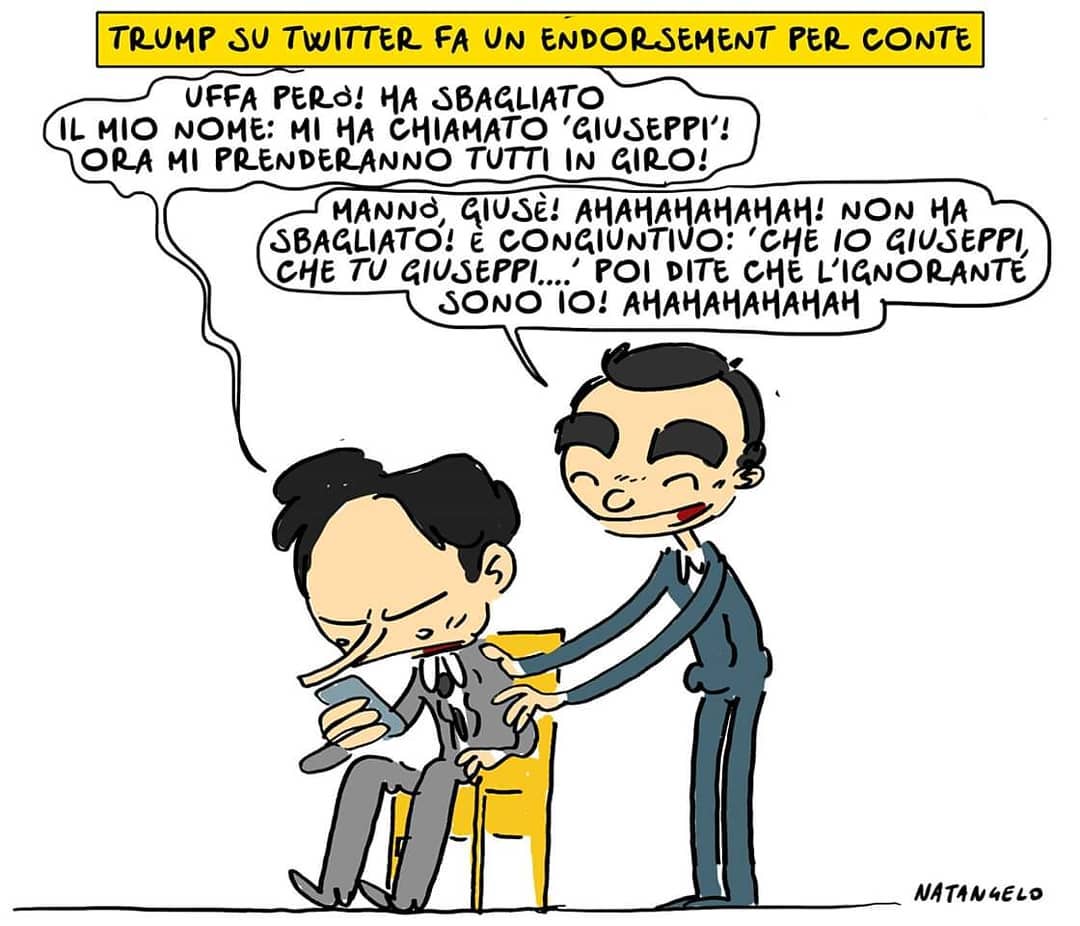 TRUMP SU TWITTER FA UN ENDORSEMENT PER CONTE
UFFA PERÒ! HA SBAGLIATO
IL MIO NOME: MI HA CHIAMATO 'GIUSEPPI'!
ORA MI PRENDERANNO TUTTI IN GIRO!
MANNÒ, GIUSÈ! AHAHAHAHAHAH! NON HA
SBAGLIATO! È CONGIUNTIVO: 'CHE IO GIUSEPPI,
CHE TU GIUSEPPI....' POI DITE CHE L'IGNORANTE
SONO IO! AHAHAHAHAHAH
NATANGELO